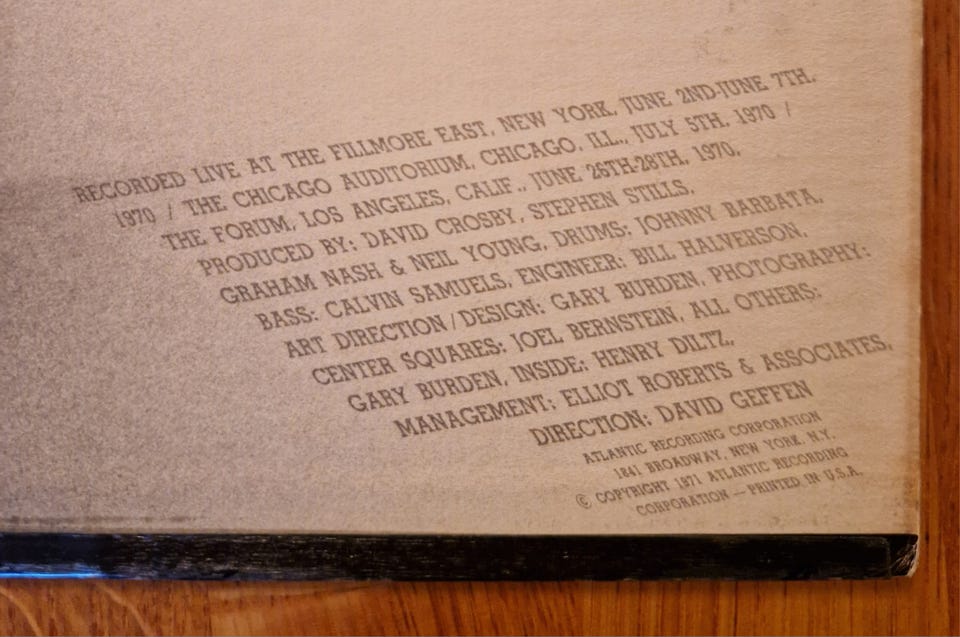 RECORDED LIVE AT THE FILLMORE EAST, NEW YORK, JUNE 2ND-JUNE 7TH,
1970 / THE CHICAGO AUDITORIUM, CHICAGO, ILL., JULY 5TH, 1970 /
THE FORUM, LOS ANGELES, CALIF., JUNE 26TH-28TH, 1970.
PRODUCED BY: DAVID CROSBY, STEPHEN STILLS,
GRAHAM NASH & NEIL YOUNG, DRUMS: JOHNNY BARBATA,
BASS: CALVIN SAMUELS, ENGINEER: BILL HALVERSON,
ART DIRECTION/DESIGN: GARY BURDEN, PHOTOGRAPHY:
CENTER SQUARES: JOEL BERNSTEIN, ALL OTHERS:
GARY BURDEN, INSIDE: HENRY DILTZ,
MANAGEMENT: ELLIOT ROBERTS & ASSOCIATES,
DIRECTION: DAVID GEFFEN
ATLANTIC RECORDING CORPORATION
1841 BROADWAY, NEW YORK, N.Y.
© COPYRIGHT 1971 ATLANTIC RECORDING
CORPORATION — PRINTED IN U.S.A.